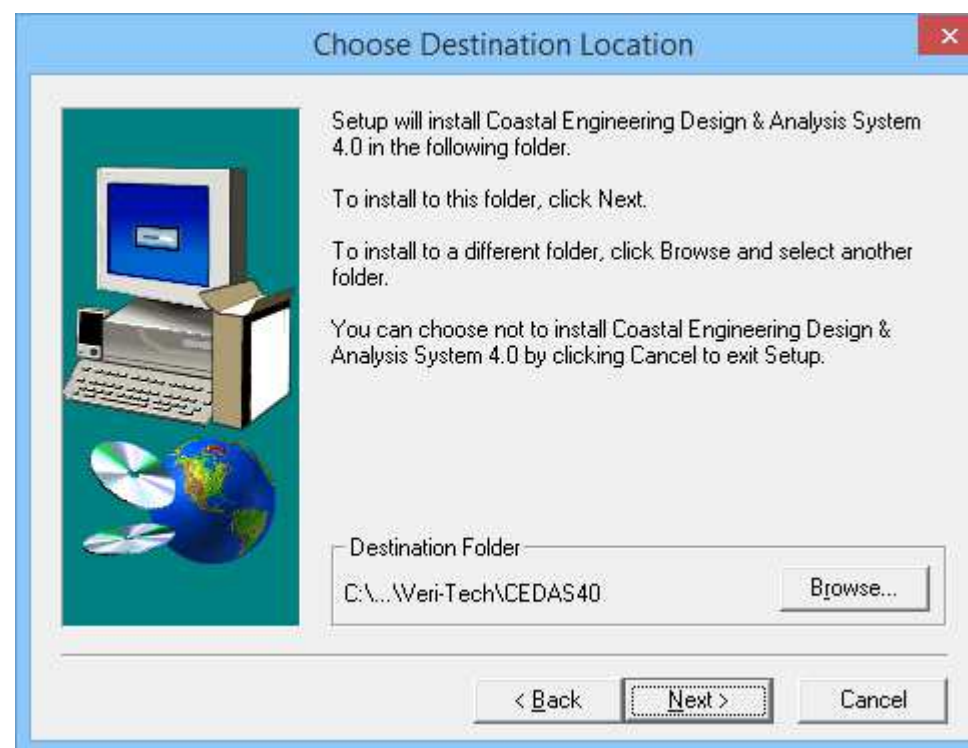 Choose Destination Location
Setup will install Coastal Engineering Design & Analysis System
4.0 in the following folder.
To install to this folder, click Next.
To install to a different folder, click Browse and select another
folder.
You can choose not to install Coastal Engineering Design &
Analysis System 4.0 by clicking Cancel to exit Setup.
Destination Folder
C:\...\Veri-Tech\CEDAS40
Browse...
< Back
Next >
Cancel